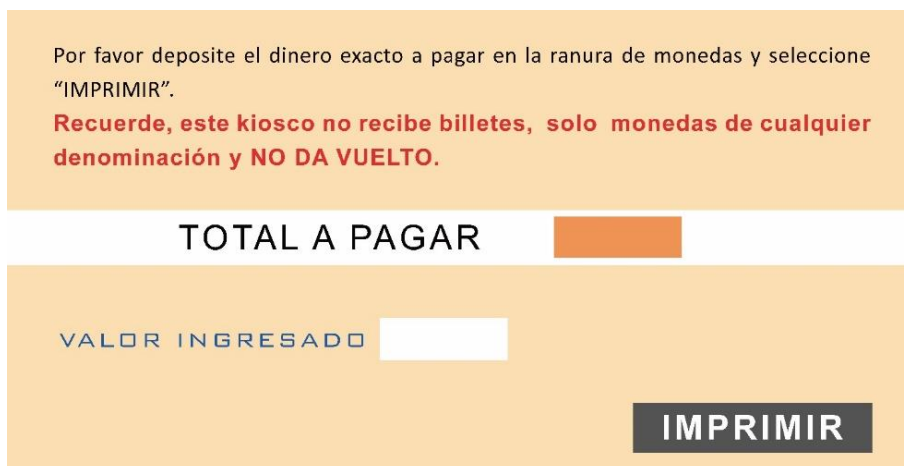 Por favor deposite el dinero exacto a pagar en la ranura de monedas y seleccione
“IMPRIMIR”.
Recuerde, este kiosco no recibe billetes, solo monedas de cualquier
denominación y NO DA VUELTO.
TOTAL A PAGAR
VALOR INGRESADO
IMPRIMIR